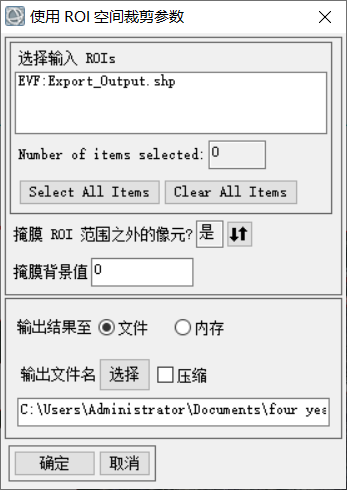 使用 ROI 空间裁剪参数
选择输入 ROIs
EVF:Export_Output.shp
Number of items selected: 0
Select All Items Clear All Items
掩膜 ROI 范围之外的像元? 是
掩膜背景值 0
输出结果至 文件 内存
输出文件名 选择 压缩
C:\Users\Administrator\Documents\four yea
确定 取消